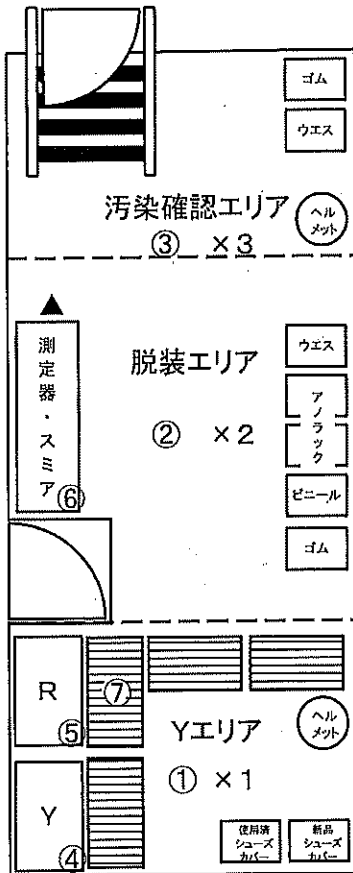 ゴム
ウエス
汚染確認エリア
ヘル
メット
③ ×3
測定器・スミア
⑥
脱装エリア
② ×2
ウエス
アノラック
ビニール
ゴム
R
⑤
⑦
Yエリア
ヘル
メット
① ×1
Y
④
使用済
シューズ
カバー
新品
シューズ
カバー